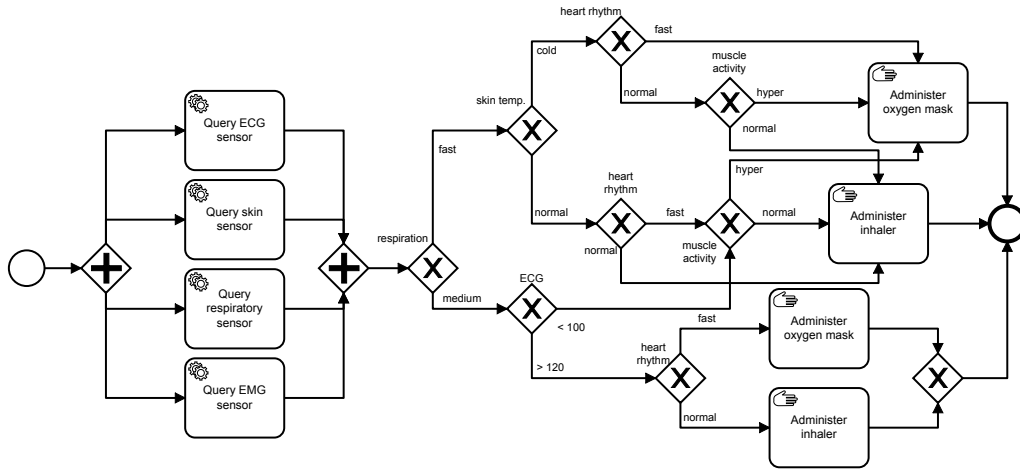 heart rhythm
fast
cold
muscle
activity
skin temp.
normal
hyper
Administer
oxygen mask
normal
Query ECG
sensor
fast
heart
rhythm
hyper
Query skin
sensor
normal
fast
normal
Administer
inhaler
respiration
normal
muscle
activity
ECG
medium
Query
respiratory
sensor
< 100
fast
Administer
oxygen mask
heart
rhythm
> 120
Query EMG
sensor
normal
Administer
inhaler